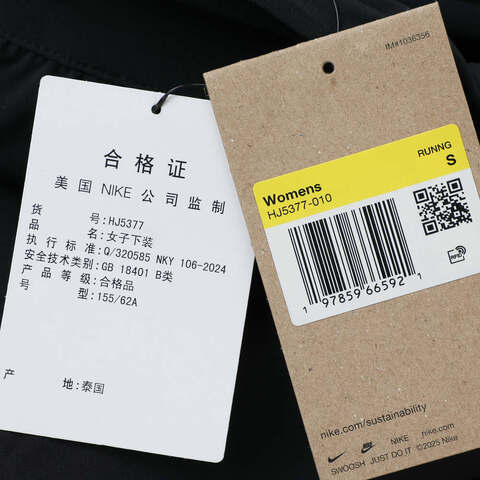 合格证
美国 NIKE 公司监制
货号:HJ5377
品名:女子下装
执行标准:Q/320585 NKY 106-2024
安全技术类别:GB 18401 B类
产品等级:合格品
号型:155/62A
产地:泰国
IM#1036356
RUNNG
S
Womens
HJ5377-010
RFID
1 97859 66592 1
nike.com/sustainability
NIKE nike.com
SWOOSH JUST DO IT ©2025 Nike